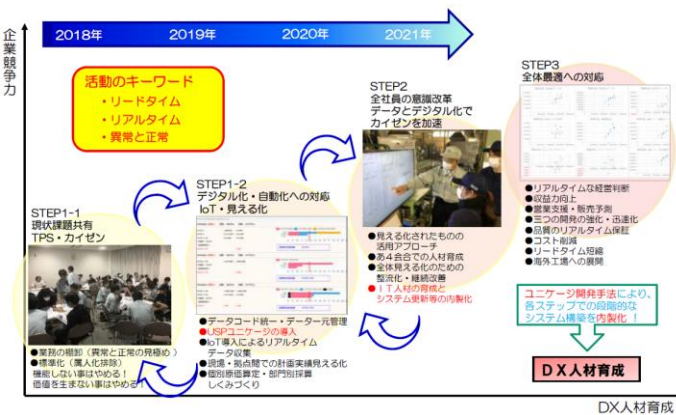 企業競争力
2018年
2019年
2020年
2021年
活動のキーワード
・リードタイム
・リアルタイム
・異常と正常
STEP1-1
現状課題共有
TPS・カイゼン
●業務の棚卸（異常と正常の見極め）
●標準化（属人化排除）
機能しない事はやめる！
価値を生まない事はやめる！
STEP1-2
デジタル化・自動化への対応
IoT・見える化
●データコード統一・データ一元管理
●USPユニケージの導入
●IoT導入によるリアルタイム
データ収集
●現場・拠点間での計画実績見える化
●個別原価算定・部門別採算
しくみづくり
STEP2
全社員の意識改革
データとデジタル化で
カイゼンを加速
●見える化されたものの
活用アプローチ
●あ４会合での人材育成
●全体見える化のための
整流化・継続改善
●ＩＴ人材の育成と
システム更新等の内製化
STEP3
全体最適への対応
●リアルタイムな経営判断
●収益力向上
●営業支援・販売予測
●三つの開発の強化・迅速化
●品質のリアルタイム保証
●コスト削減
●リードタイム短縮
●海外工場への展開
ユニケージ開発手法により、
各ステップでの段階的な
システム構築を内製化！
ＤＸ人材育成
DX人材育成